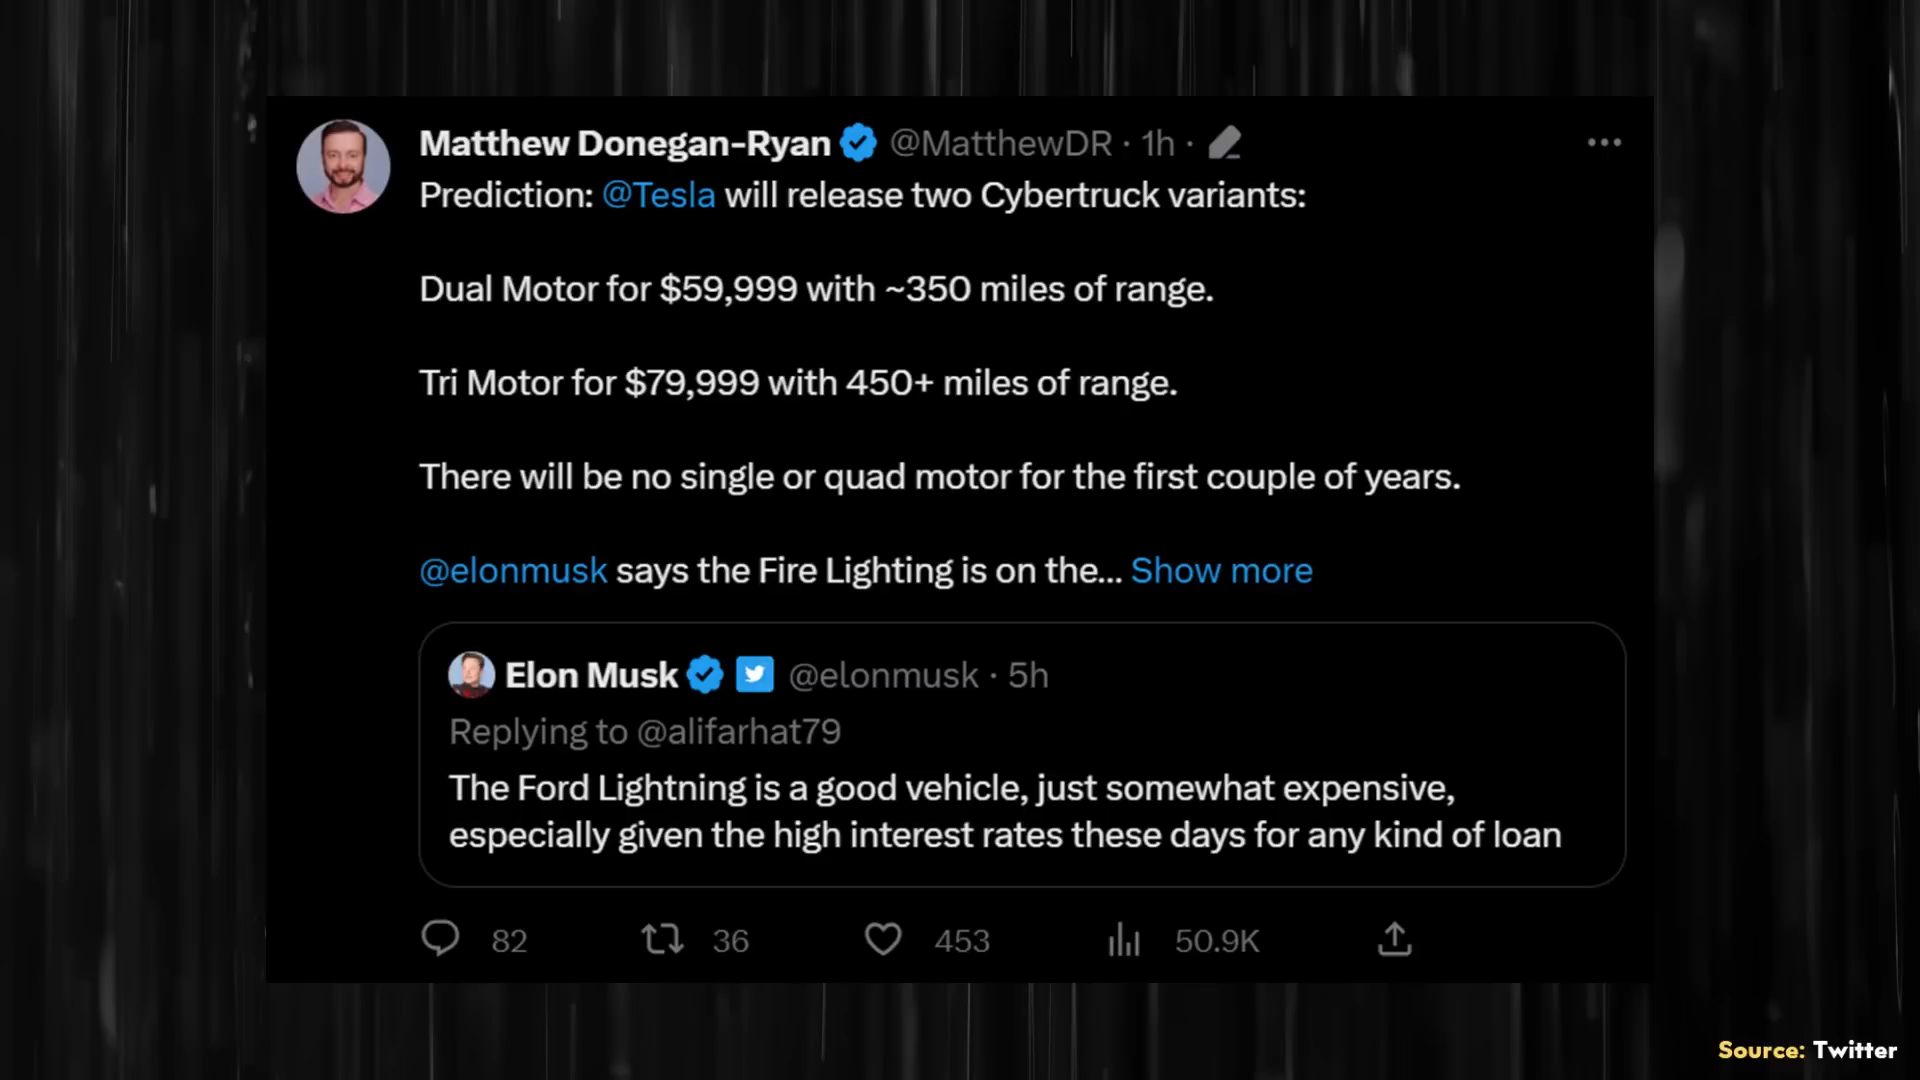 Matthew Donegan-Ryan @MatthewDR · 1h ·
Prediction: @Tesla will release two Cybertruck variants:
Dual Motor for $59,999 with ~350 miles of range.
Tri Motor for $79,999 with 450+ miles of range.
There will be no single or quad motor for the first couple of years.
@elonmusk says the Fire Lighting is on the... Show more
Elon Musk @elonmusk · 5h
Replying to @alifarhat79
The Ford Lightning is a good vehicle, just somewhat expensive,
especially given the high interest rates these days for any kind of loan
82 36 453 50.9K
Source: Twitter